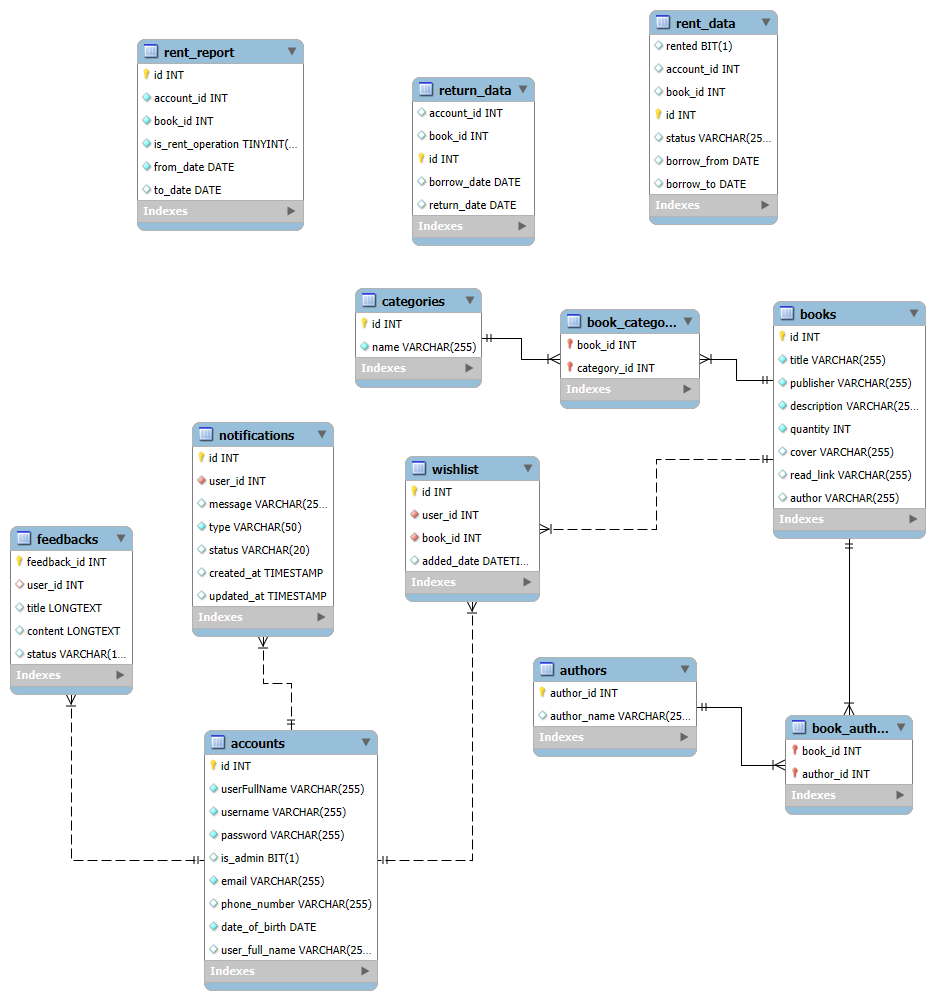 rent_report
id INT
account_id INT
book_id INT
is_rent_operation TINYINT(...
from_date DATE
to_date DATE
Indexes
return_data
account_id INT
book_id INT
id INT
borrow_date DATE
return_date DATE
Indexes
rent_data
rented BIT(1)
account_id INT
book_id INT
id INT
status VARCHAR(25...
borrow_from DATE
borrow_to DATE
Indexes
categories
id INT
name VARCHAR(255)
Indexes
book_catego...
book_id INT
category_id INT
Indexes
books
id INT
title VARCHAR(255)
publisher VARCHAR(255)
description VARCHAR(25...
quantity INT
cover VARCHAR(255)
read_link VARCHAR(255)
author VARCHAR(255)
Indexes
notifications
id INT
user_id INT
message VARCHAR(25...
type VARCHAR(50)
status VARCHAR(20)
created_at TIMESTAMP
updated_at TIMESTAMP
Indexes
wishlist
id INT
user_id INT
book_id INT
added_date DATETI...
Indexes
feedbacks
feedback_id INT
user_id INT
title LONGTEXT
content LONGTEXT
status VARCHAR(1...
Indexes
authors
author_id INT
author_name VARCHAR(25...
Indexes
book_auth...
book_id INT
author_id INT
Indexes
accounts
id INT
userFullName VARCHAR(255)
username VARCHAR(255)
password VARCHAR(255)
is_admin BIT(1)
email VARCHAR(255)
phone_number VARCHAR(255)
date_of_birth DATE
user_full_name VARCHAR(25...
Indexes